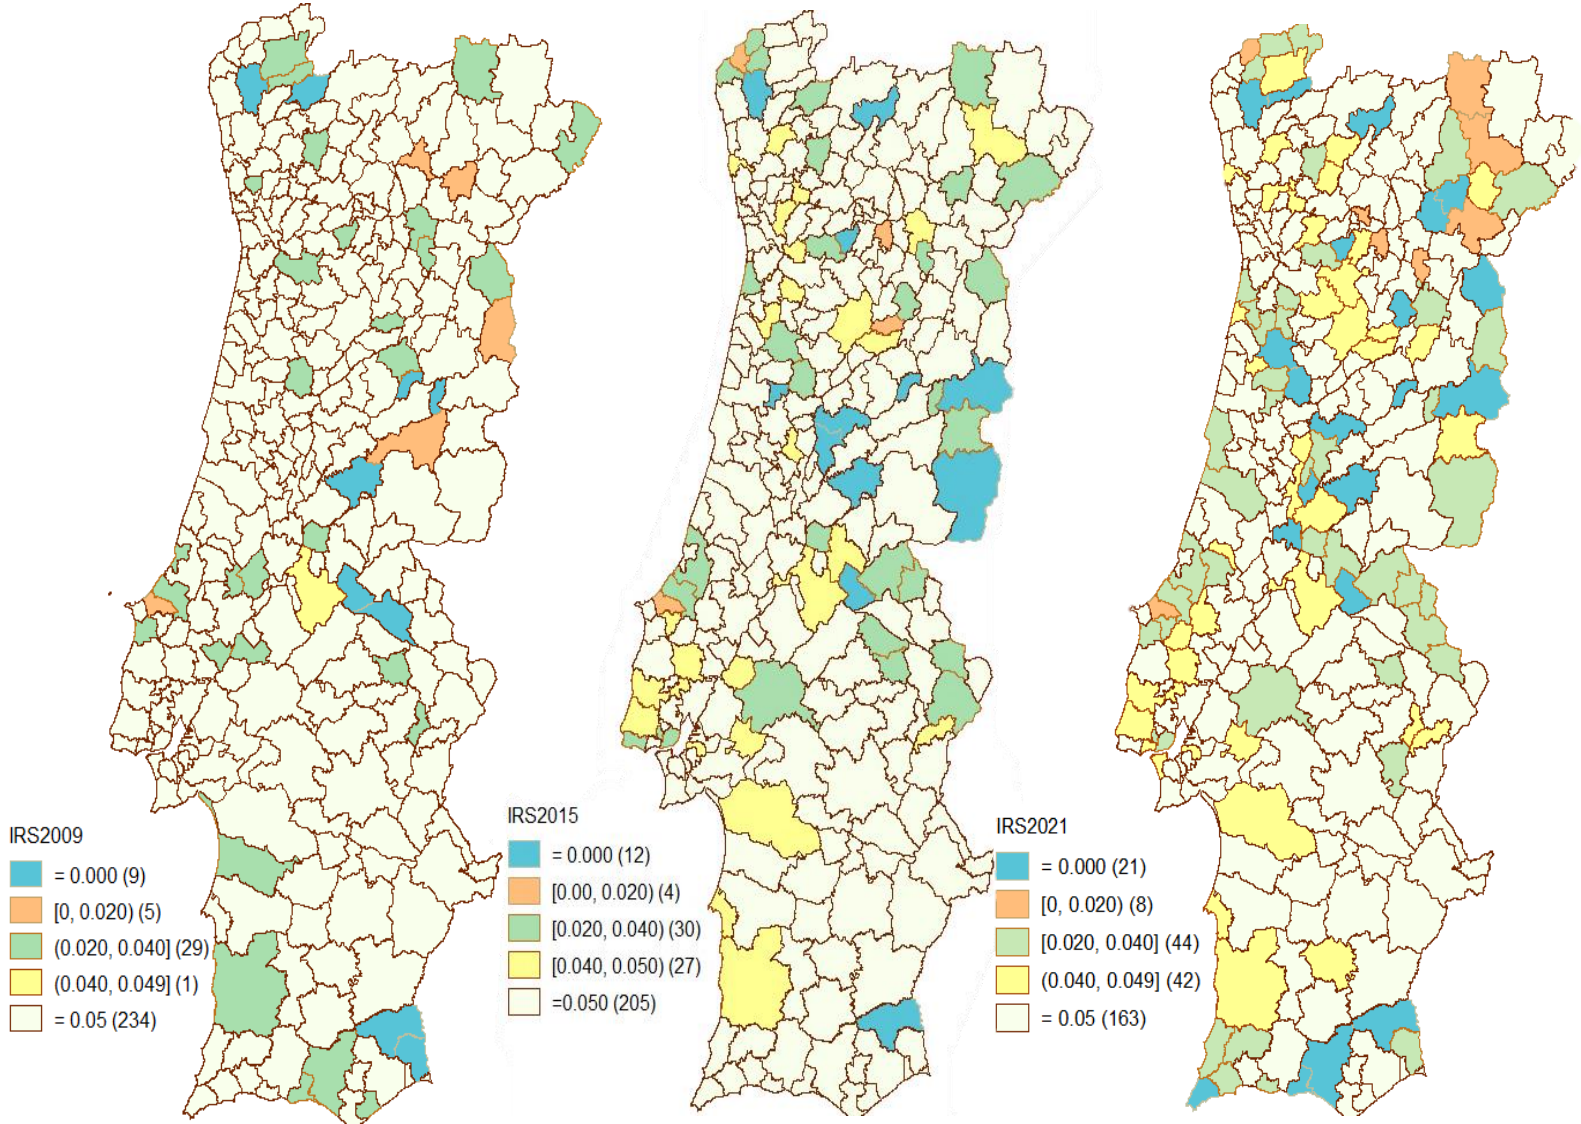 IRS2009
= 0.000 (9)
[0, 0.020) (5)
(0.020, 0.040] (29)
(0.040, 0.049] (1)
= 0.05 (234)
IRS2015
= 0.000 (12)
[0.00, 0.020) (4)
[0.020, 0.040) (30)
[0.040, 0.050) (27)
=0.050 (205)
IRS2021
= 0.000 (21)
[0, 0.020) (8)
[0.020, 0.040] (44)
(0.040, 0.049] (42)
= 0.05 (163)